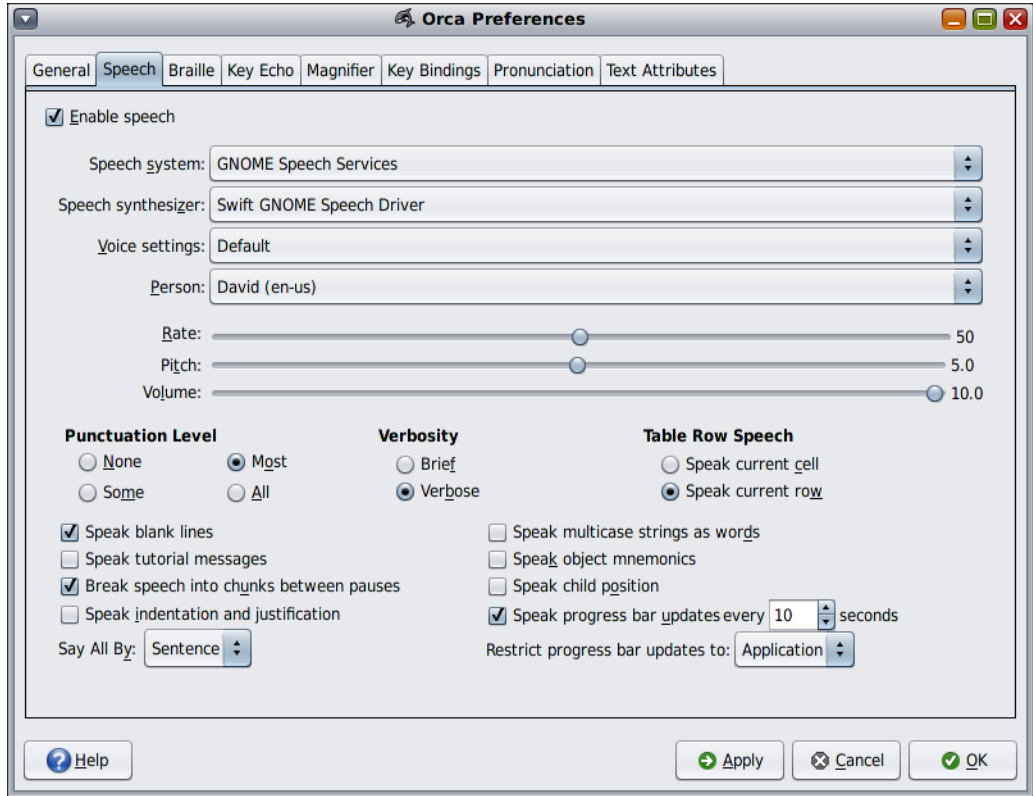 Orca Preferences
General Speech Braille Key Echo Magnifier Key Bindings Pronunciation Text Attributes
Enable speech
Speech system: GNOME Speech Services
Speech synthesizer: Swift GNOME Speech Driver
Voice settings: Default
Person: David (en-us)
Rate: 50
Pitch: 5.0
Volume: 10.0
Punctuation Level Verbosity Table Row Speech
None Most Brief Speak current cell
Some All Verbose Speak current row
Speak blank lines Speak multicase strings as words
Speak tutorial messages Speak object mnemonics
Break speech into chunks between pauses Speak child position
Speak indentation and justification Speak progress bar updates every 10 seconds
Say All By: Sentence Restrict progress bar updates to: Application
Help Apply Cancel OK